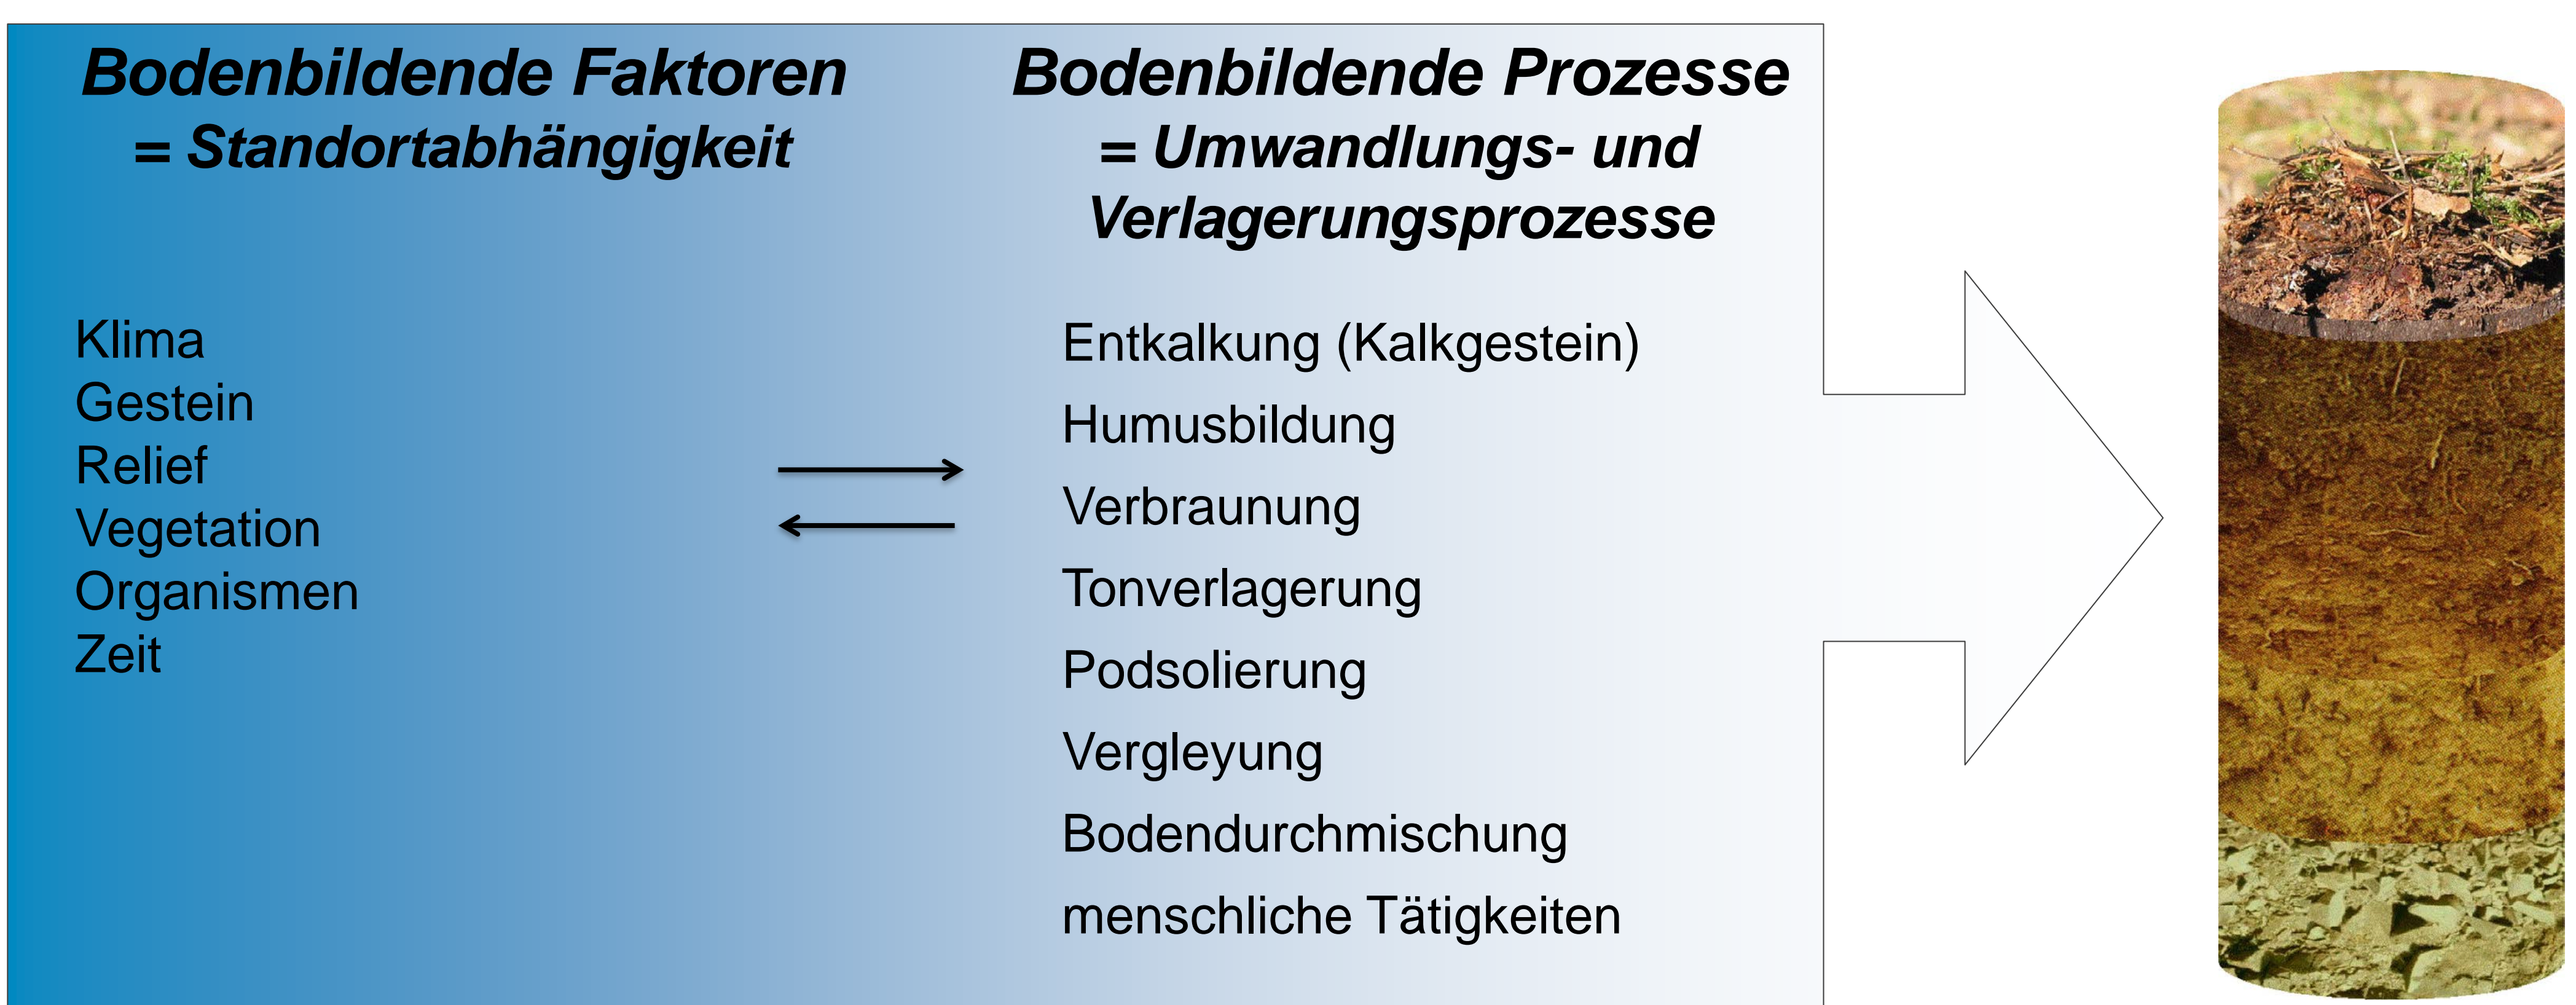 Bodenbildende Faktoren
= Standortabhängigkeit
Klima
Gestein
Relief
Vegetation
Organismen
Zeit
Bodenbildende Prozesse
= Umwandlungs- und
Verlagerungsprozesse
Entkalkung (Kalkgestein)
Humusbildung
Verbraunung
Tonverlagerung
Podsolierung
Vergleyung
Bodendurchmischung
menschliche Tätigkeiten